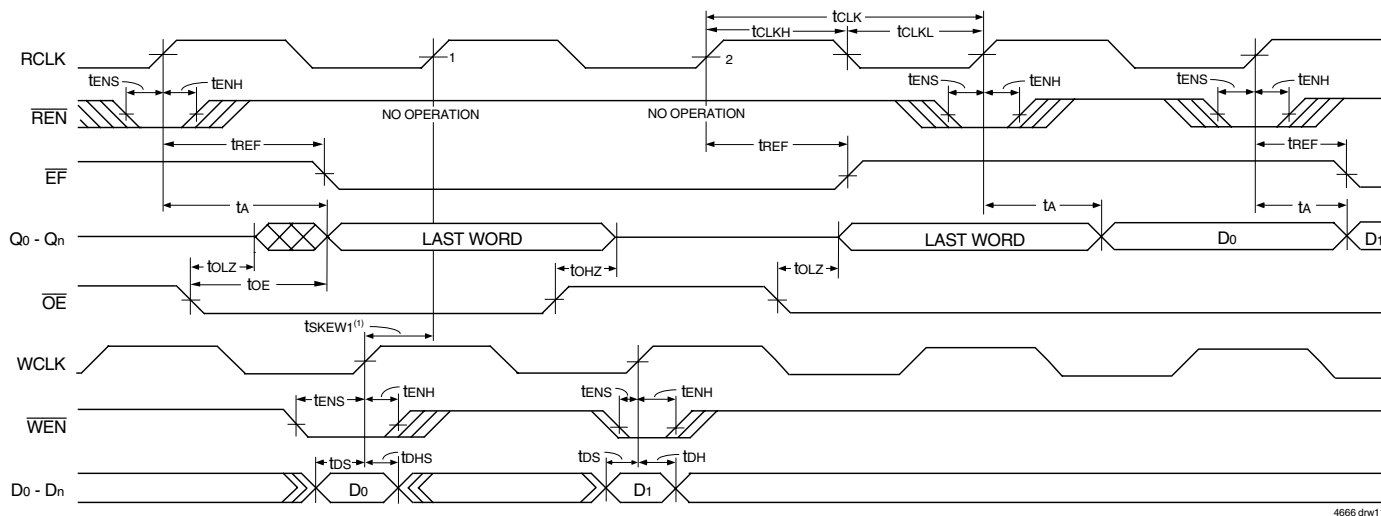 tCLK
tCLKH tCLKL
RCLK 1 2
tENS tENH tENS tENH tENS tENH
REN NO OPERATION NO OPERATION
tREF tREF tREF
EF
tA tA tA
Q0 - Qn LAST WORD LAST WORD D0 D1
tOLZ tOHZ tOLZ
tOE
OE
tSKEW1(1)
WCLK
tENS tENH tENS tENH
WEN
tDS tDHS tDS tDH
D0 - Dn D0 D1